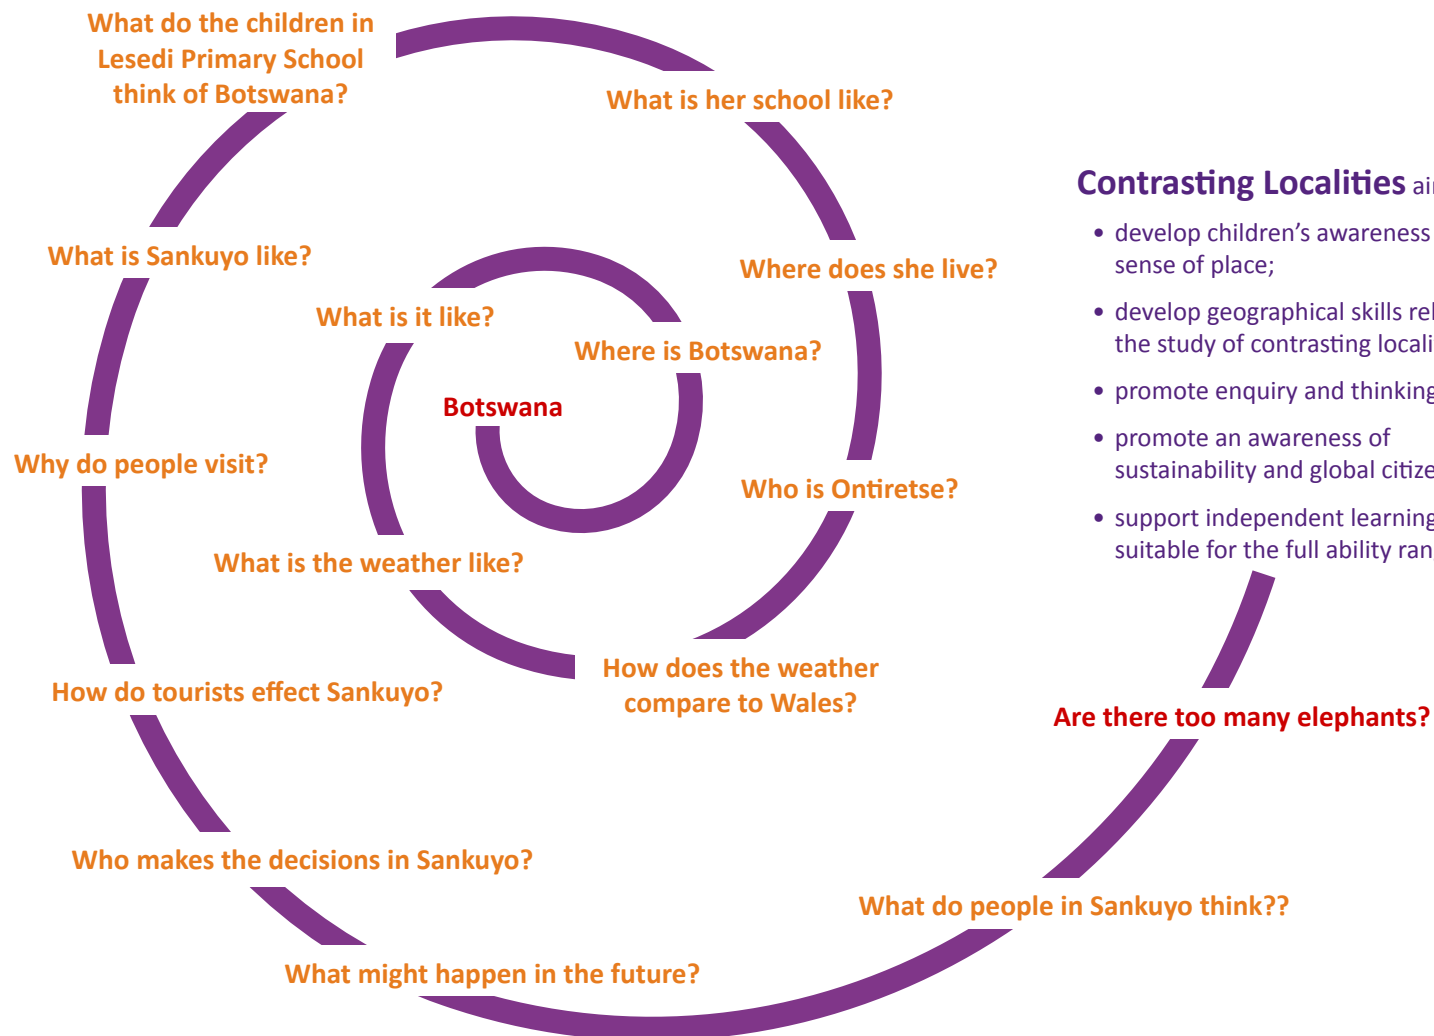 What do the children in
Lesedi Primary School
think of Botswana?
What is her school like?
What is Sankuyo like?
Where does she live?
What is it like?
Where is Botswana?
Botswana
Why do people visit?
Who is Ontiretse?
What is the weather like?
How does the weather
compare to Wales?
How do tourists effect Sankuyo?
Who makes the decisions in Sankuyo?
What do people in Sankuyo think??
What might happen in the future?
Contrasting Localities
• develop children's awareness
sense of place;
• develop geographical skills
the study of contrasting
• promote enquiry and thinking
• promote an awareness of
sustainability and global
• support independent learning
suitable for the full ability
Are there too many elephants?